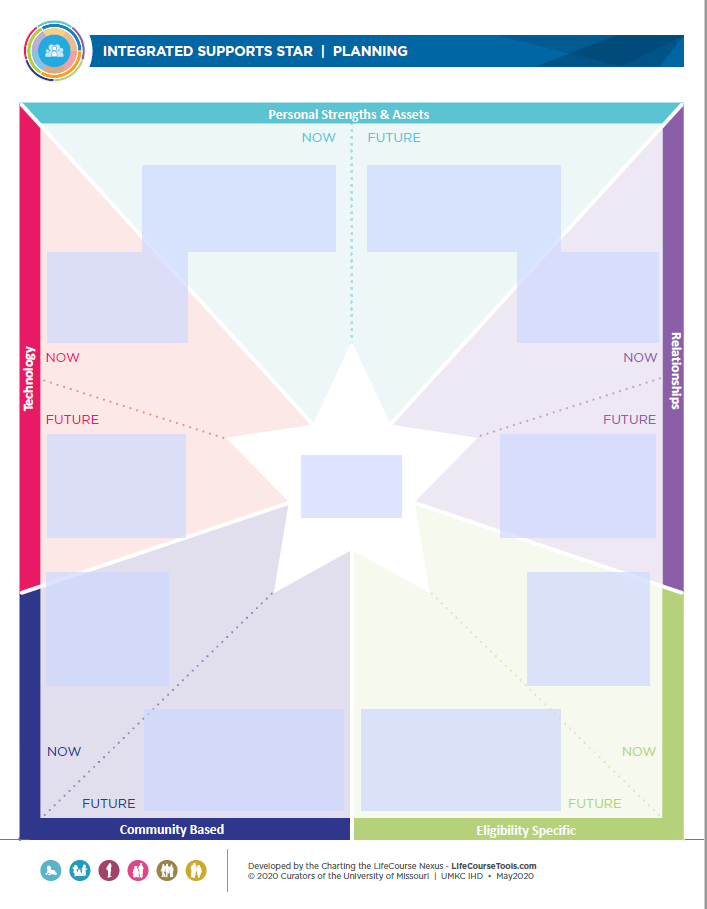 INTEGRATED SUPPORTS STAR | PLANNING
Personal Strengths & Assets
NOW
FUTURE
Technology
NOW
FUTURE
Relationships
NOW
FUTURE
NOW
FUTURE
Community Based
NOW
FUTURE
Eligibility Specific
Developed by the Charting the LifeCourse Nexus - LifeCourseTools.com
© 2020 Curators of the University of Missouri | UMKC IHD • May2020